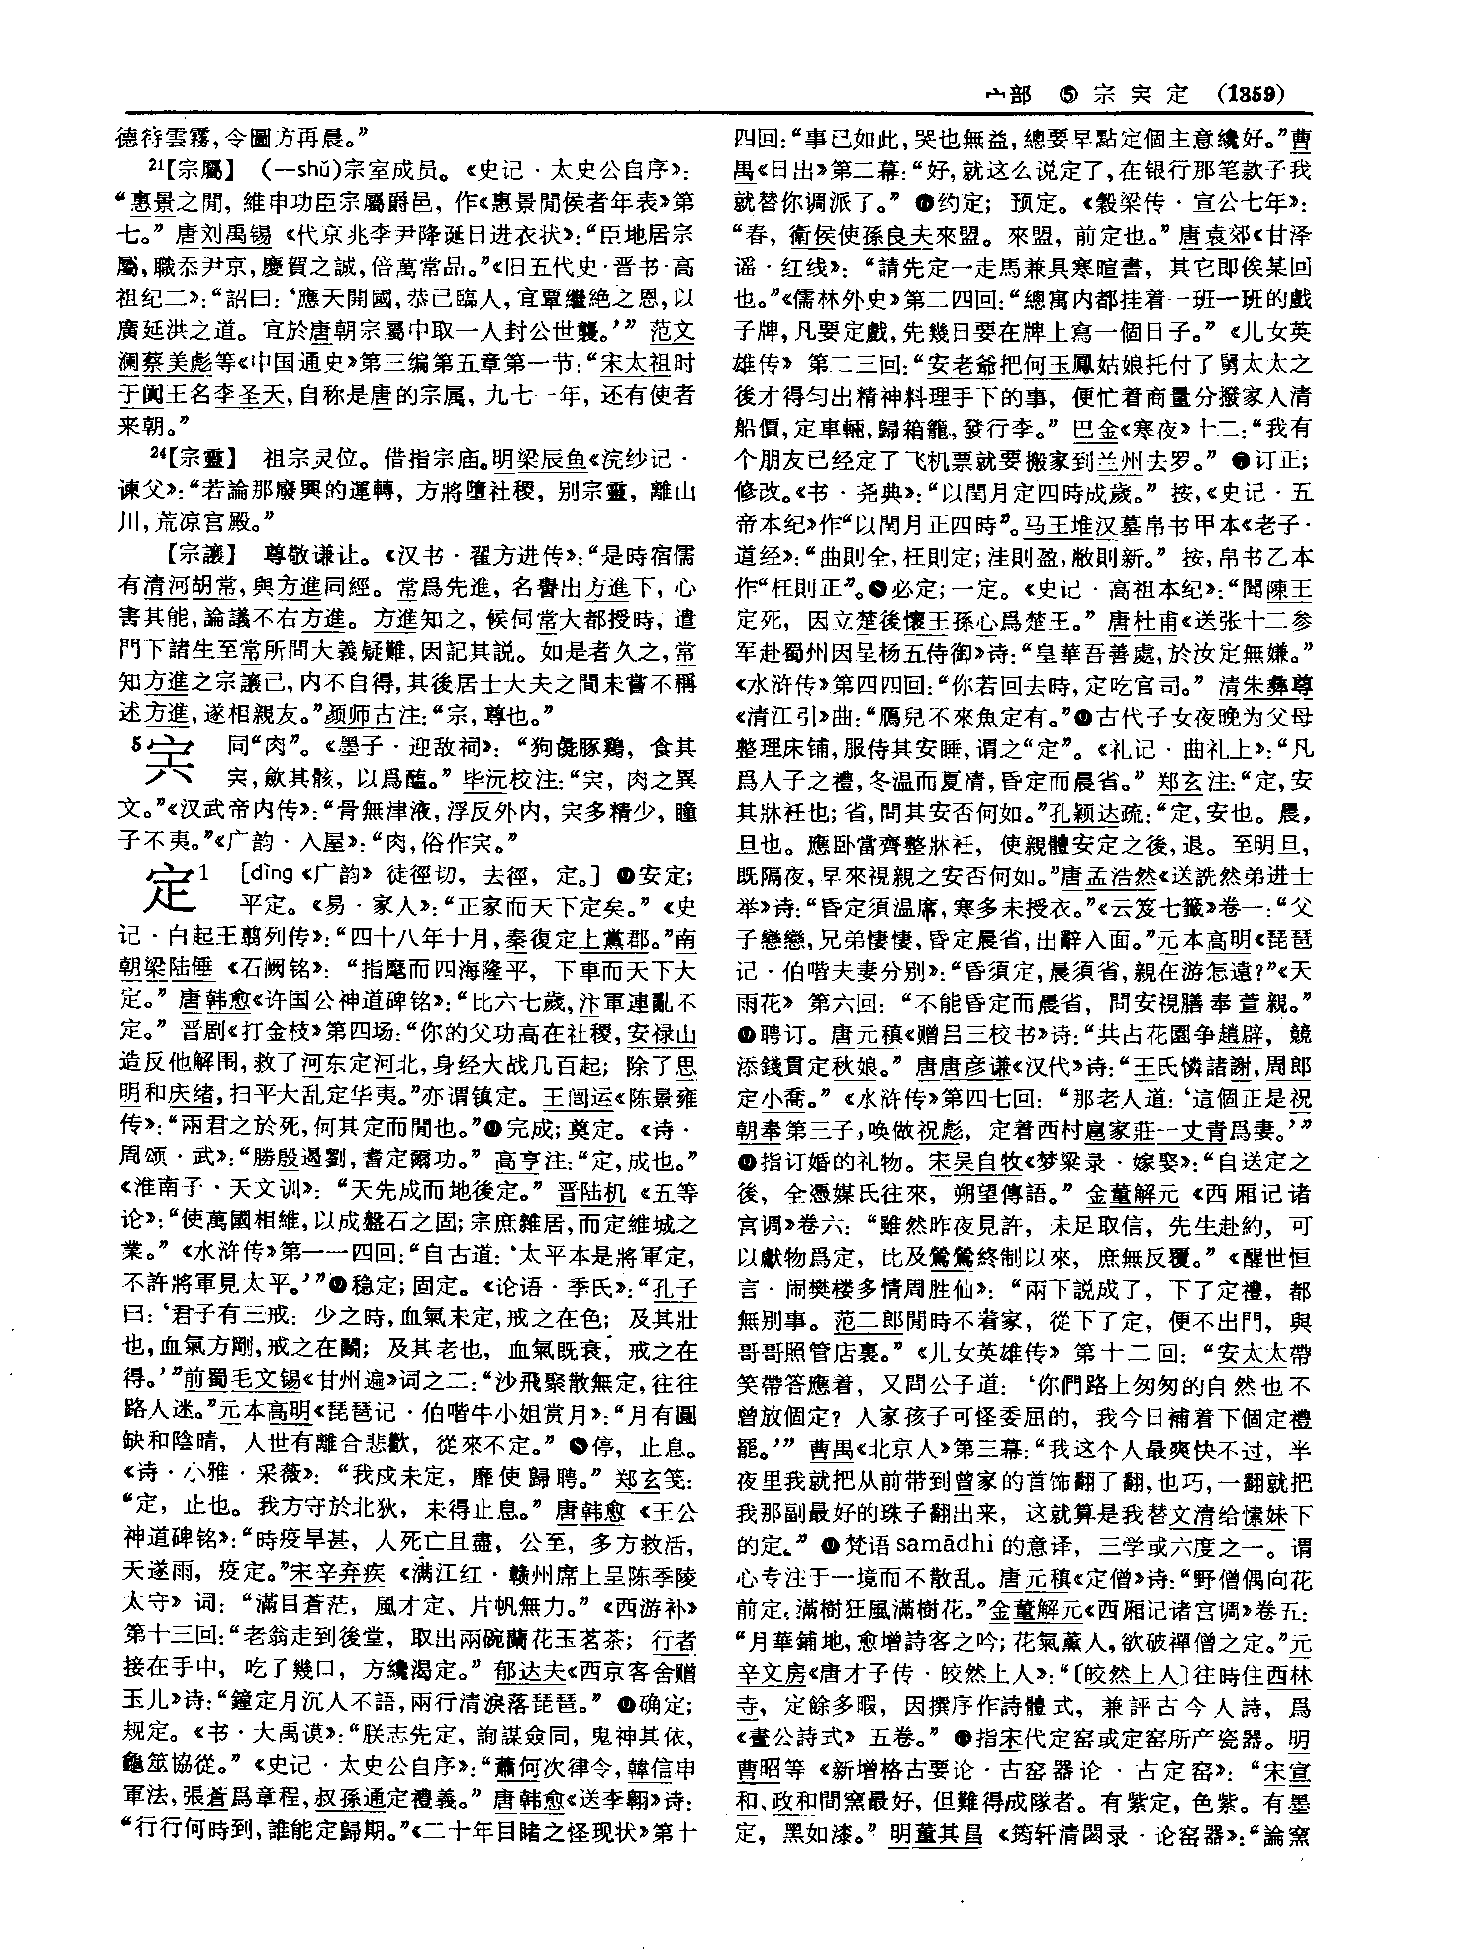 宀部 ⑤ 宗 宍 定 (1359)
德符雲霧,令圖方再晨。”
21【宗屬】 (—shǔ)宗室成员。《史记·太史公自序》:
“惠景之閒，維申功臣宗屬爵邑，作《惠景閒侯者年表》第
七。”唐刘禹锡《代京兆李尹降诞日进衣状》:“臣地居宗
屬,職忝尹京,慶賀之誠,倍萬常品。”《旧五代史·晋书·高
祖纪二》:“詔曰:‘應天開國,恭己臨人,宜覃繼絶之恩,以
廣延洪之道。宜於唐朝宗屬中取一人封公世襲。’”范文
澜蔡美彪等《中国通史》第三编第五章第一节:“宋太祖时
于阗王名李圣天,自称是唐的宗属，九七一年，还有使者
来朝。”
24【宗靈】 祖宗灵位。借指宗庙。明梁辰鱼《浣纱记·
谏父》:“若論那廢興的運轉，方將墮社稷，别宗靈，離山
川,荒凉宫殿。”
【宗讓】 尊敬谦让。《汉书·翟方进传》:“是時宿儒
有清河胡常,與方進同經。常爲先進，名譽出方進下，心
害其能,論議不右方進。方進知之，候伺常大都授時，遣
門下諸生至常所問大義疑難,因記其説。如是者久之,常
知方進之宗讓己,内不自得,其後居士大夫之間未嘗不稱
述方進,遂相親友。”颜师古注:“宗,尊也。”
5宍 同“肉”。《墨子·迎敌祠》:“狗彘豚鷄，食其
宍,斂其骸，以爲醢。”毕沅校注:“宍，肉之異
文。”《汉武帝内传》:“骨無津液,浮反外内，宍多精少，瞳
子不夷。”《广韵·入屋》:“肉,俗作宍。”
定1 [dìng《广韵》徒徑切，去徑，定。] ❶安定;
平定。《易·家人》:“正家而天下定矣。”《史
记·白起王翦列传》:“四十八年十月,秦復定上黨郡。”南
朝梁陆倕《石阙铭》:“指麾而四海隆平，下車而天下大
定。”唐韩愈《许国公神道碑铭》:“比六七歲,汴軍連亂不
定。”晋剧《打金枝》第四场:“你的父功高在社稷,安禄山
造反他解围,救了河东定河北,身经大战几百起；除了思
明和庆绪,扫平大乱定华夷。”亦谓镇定。王闿运《陈景雍
传》:“兩君之於死,何其定而閒也。”❷完成;奠定。《诗·
周颂·武》:“勝殷遏劉,耆定爾功。”高亨注:“定,成也。”
《淮南子·天文训》:“天先成而地後定。”晋陆机《五等
论》:“使萬國相維,以成盤石之固;宗庶雜居,而定維城之
業。”《水浒传》第一一四回:“自古道:‘太平本是將軍定,
不許將軍見太平。’”❸稳定;固定。《论语·季氏》:“孔子
曰:‘君子有三戒:少之時,血氣未定,戒之在色；及其壯
也,血氣方剛,戒之在鬭；及其老也，血氣既衰，戒之在
得。’”前蜀毛文锡《甘州遍》词之二:“沙飛聚散無定,往往
路人迷。”元本高明《琵琶记·伯喈牛小姐赏月》:“月有圓
缺和陰晴，人世有離合悲歡，從來不定。”❹停，止息。
《诗·小雅·采薇》:“我戍未定，靡使歸聘。”郑玄笺:
“定，止也。我方守於北狄，未得止息。”唐韩愈《王公
神道碑铭》:“時疫旱甚，人死亡且盡，公至，多方救活，
天遂雨，疫定。”宋辛弃疾《满江红·赣州席上呈陈季陵
太守》词:“滿目蒼茫，風才定、片帆無力。”《西游补》
第十三回:“老翁走到後堂，取出兩碗蘭花玉茗茶；行者
接在手中，吃了幾口，方纔渴定。”郁达夫《西京客舍赠
玉儿》诗:“鐘定月沉人不語,兩行清淚落琵琶。”❺确定;
规定。《书·大禹谟》:“朕志先定，詢謀僉同，鬼神其依，
龜筮協從。”《史记·太史公自序》:“蕭何次律令,韓信申
軍法,張蒼爲章程,叔孫通定禮義。”唐韩愈《送李翱》诗:
“行行何時到,誰能定歸期。”《二十年目睹之怪现状》第十
四回:“事已如此,哭也無益,總要早點定個主意纔好。”曹
禺《日出》第二幕:“好,就这么说定了,在银行那笔款子我
就替你调派了。”❻约定；预定。《穀梁传·宣公七年》:
“春，衛侯使孫良夫來盟。來盟，前定也。”唐袁郊《甘泽
谣·红线》:“請先定一走馬兼具寒暄書，其它即俟某回
也。”《儒林外史》第二四回:“總寓内都挂着一班一班的戲
子牌,凡要定戲,先幾日要在牌上寫一個日子。”《儿女英
雄传》第二三回:“安老爺把何玉鳳姑娘托付了舅太太之
後才得匀出精神料理手下的事，便忙着商量分撥家人清
船價,定車輛,歸箱籠,發行李。”巴金《寒夜》十二:“我有
个朋友已经定了飞机票就要搬家到兰州去罗。”❼订正;
修改。《书·尧典》:“以閏月定四時成歲。”按,《史记·五
帝本纪》作“以閏月正四時”。马王堆汉墓帛书甲本《老子·
道经》:“曲則全,枉則定;洼則盈,敝則新。”按,帛书乙本
作“枉則正”。❽必定;一定。《史记·高祖本纪》:“聞陳王
定死，因立楚後懷王孫心爲楚王。”唐杜甫《送张十二参
军赴蜀州因呈杨五侍御》诗:“皇華吾善處,於汝定無嫌。”
《水浒传》第四四回:“你若回去時,定吃官司。”清朱彝尊
《清江引》曲:“鴈兒不來魚定有。”❾古代子女夜晚为父母
整理床铺,服侍其安睡,谓之“定”。《礼记·曲礼上》:“凡
爲人子之禮,冬温而夏凊,昏定而晨省。”郑玄注:“定,安
其牀衽也;省,問其安否何如。”孔颖达疏:“定,安也。晨，
旦也。應卧當齊整牀衽，使親體安定之後,退。至明旦，
既隔夜,早來視親之安否何如。”唐孟浩然《送洗然弟进士
举》诗:“昏定須温席,寒多未授衣。”《云笈七籤》卷一:“父
子戀戀,兄弟悽悽,昏定晨省,出辭入面。”元本高明《琵琶
记·伯喈夫妻分别》:“昏須定,晨須省,親在游怎遠?”《天
雨花》第六回:“不能昏定而晨省，問安視膳奉萱親。”
❿聘订。唐元稹《赠吕三校书》诗:“共占花園争趙辟，競
添錢貫定秋娘。”唐唐彦谦《汉代》诗:“王氏憐諸謝,周郎
定小喬。”《水浒传》第四七回:“那老人道:‘這個正是祝
朝奉第三子,唤做祝彪，定着西村扈家莊一丈青爲妻。’”
⓫指订婚的礼物。宋吴自牧《梦粱录·嫁娶》:“自送定之
後，全憑媒氏往來，朔望傳語。”金董解元《西厢记诸
宫调》卷六:“雖然昨夜見許，未足取信，先生赴約，可
以獻物爲定，比及鶯鶯終制以來，庶無反覆。”《醒世恒
言·闹樊楼多情周胜仙》:“兩下説成了，下了定禮，都
無别事。范二郎閒時不着家，從下了定，便不出門，與
哥哥照管店裏。”《儿女英雄传》第十二回:“安太太帶
笑帶答應着，又問公子道:‘你們路上匆匆的自然也不
曾放個定？人家孩子可怪委屈的，我今日補着下個定禮
罷。’”曹禺《北京人》第三幕:“我这个人最爽快不过，半
夜里我就把从前带到曾家的首饰翻了翻,也巧,一翻就把
我那副最好的珠子翻出来，这就算是我替文清给愫妹下
的定。”⓬梵语samādhi的意译，三学或六度之一。谓
心专注于一境而不散乱。唐元稹《定僧》诗:“野僧偶向花
前定,滿樹狂風滿樹花。”金董解元《西厢记诸宫调》卷五:
“月華鋪地,愈增詩客之吟;花氣薰人,欲破禪僧之定。”元
辛文房《唐才子传·皎然上人》:“〔皎然上人〕往時住西林
寺，定餘多暇，因撰序作詩體式，兼評古今人詩，爲
《晝公詩式》五卷。”⓭指宋代定窑或定窑所产瓷器。明
曹昭等《新增格古要论·古窑器论·古定窑》:“宋宣
和、政和間窯最好，但難得成隊者。有紫定，色紫。有墨
定，黑如漆。”明董其昌《筠轩清閟录·论窑器》:“論窯